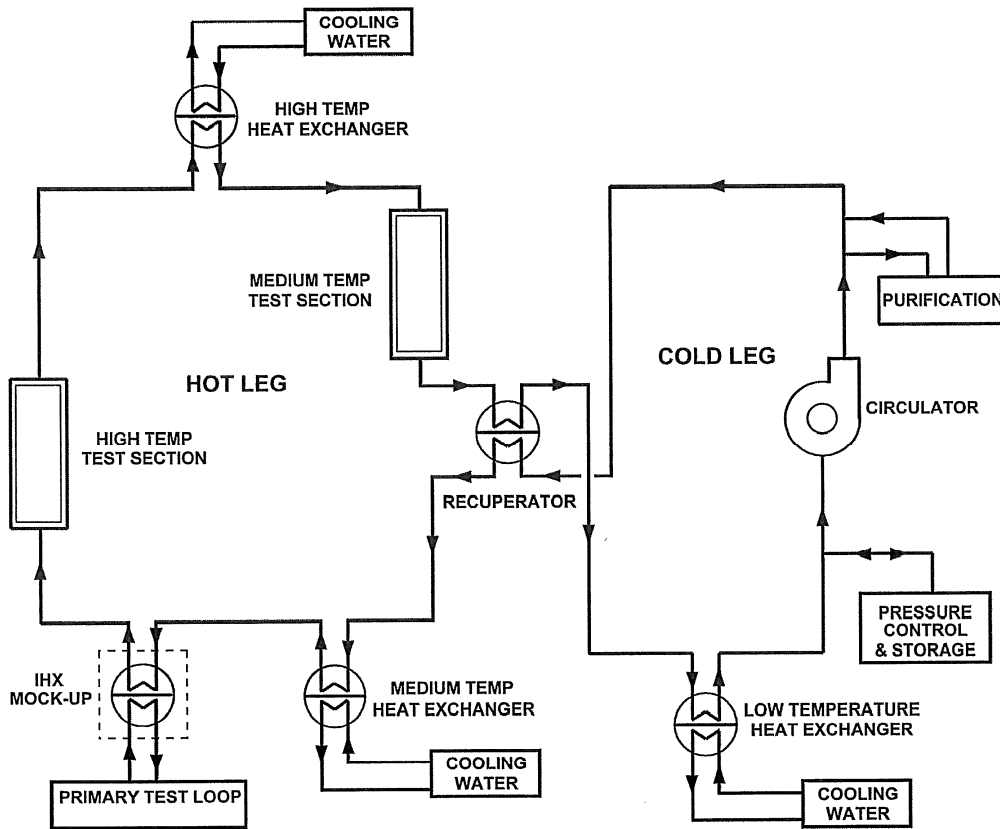 COOLING
WATER
HIGH TEMP
HEAT EXCHANGER
MEDIUM TEMP
TEST SECTION
PURIFICATION
HOT LEG
COLD LEG
CIRCULATOR
HIGH TEMP
TEST SECTION
RECUPERATOR
PRESSURE
CONTROL
& STORAGE
IHX
MOCK-UP
MEDIUM TEMP
HEAT EXCHANGER
LOW TEMPERATURE
HEAT EXCHANGER
COOLING
WATER
PRIMARY TEST LOOP
COOLING
WATER